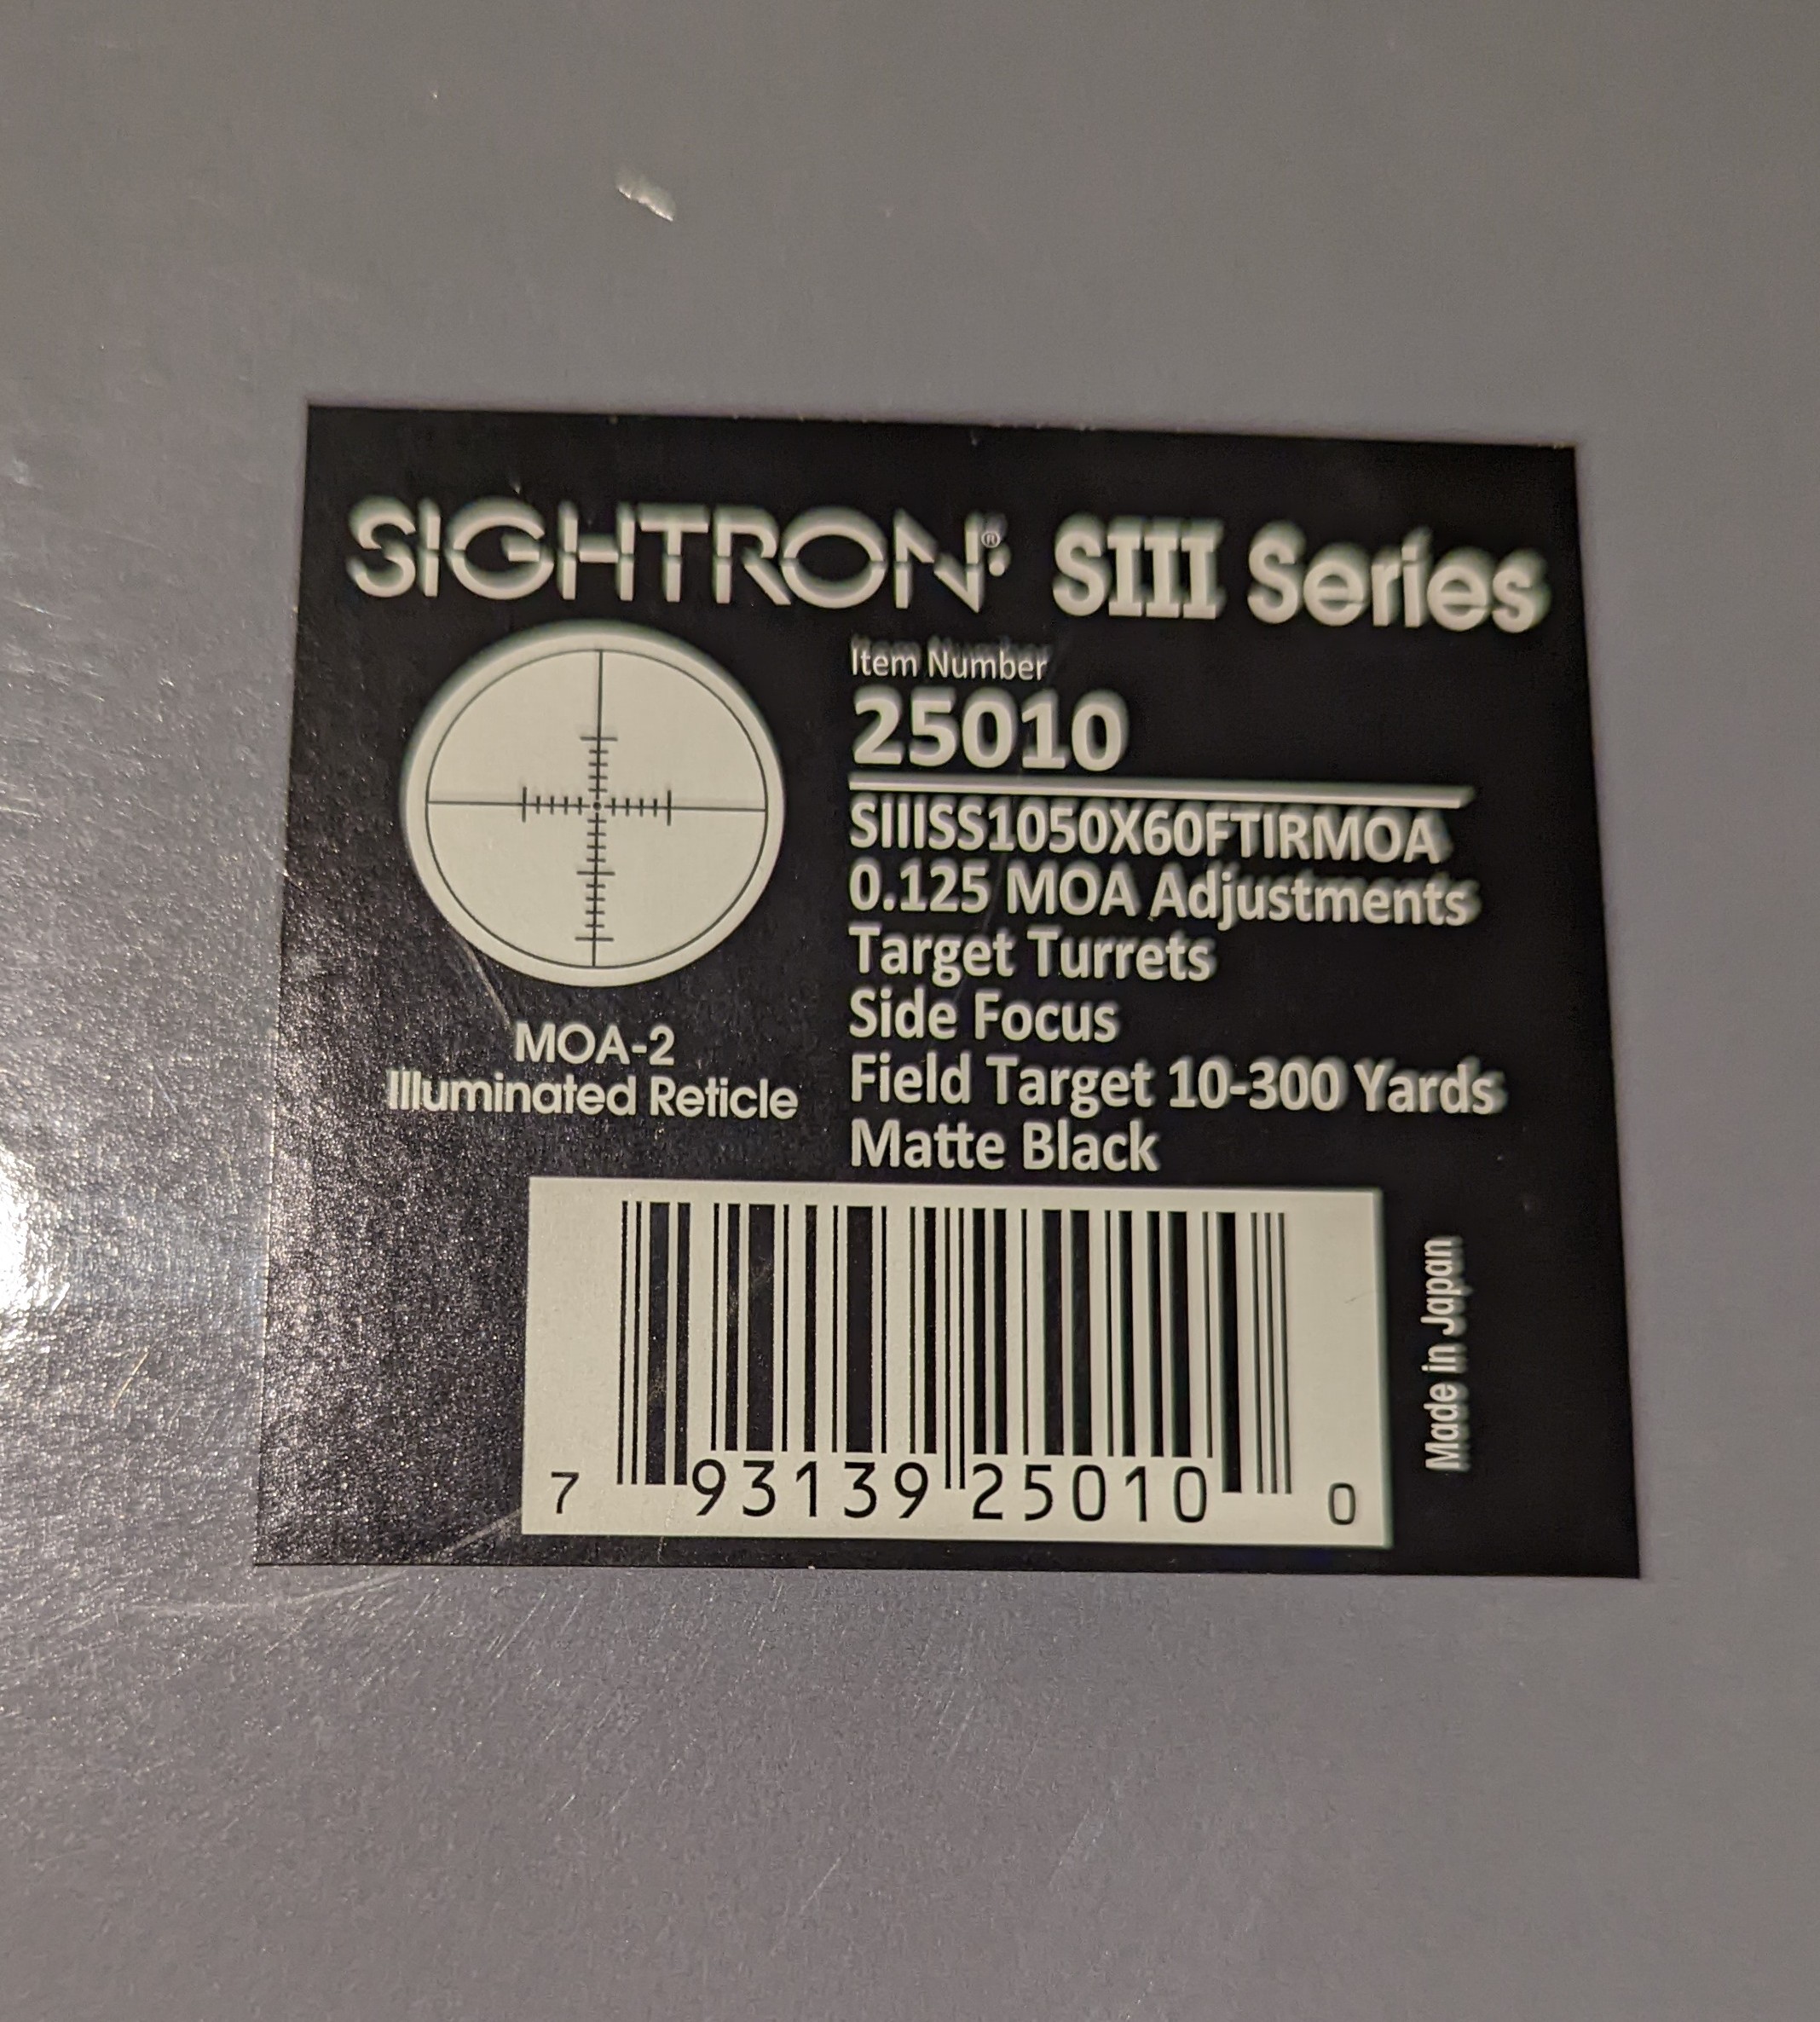 SIGHTRON® SIII Series
Item Number
25010
SIIISS1050X60FTIRMOA
0.125 MOA Adjustments
Target Turrets
Side Focus
Field Target 10-300 Yards
Matte Black
MOA-2
Illuminated Reticle
7 93139 25010 0
Made in Japan